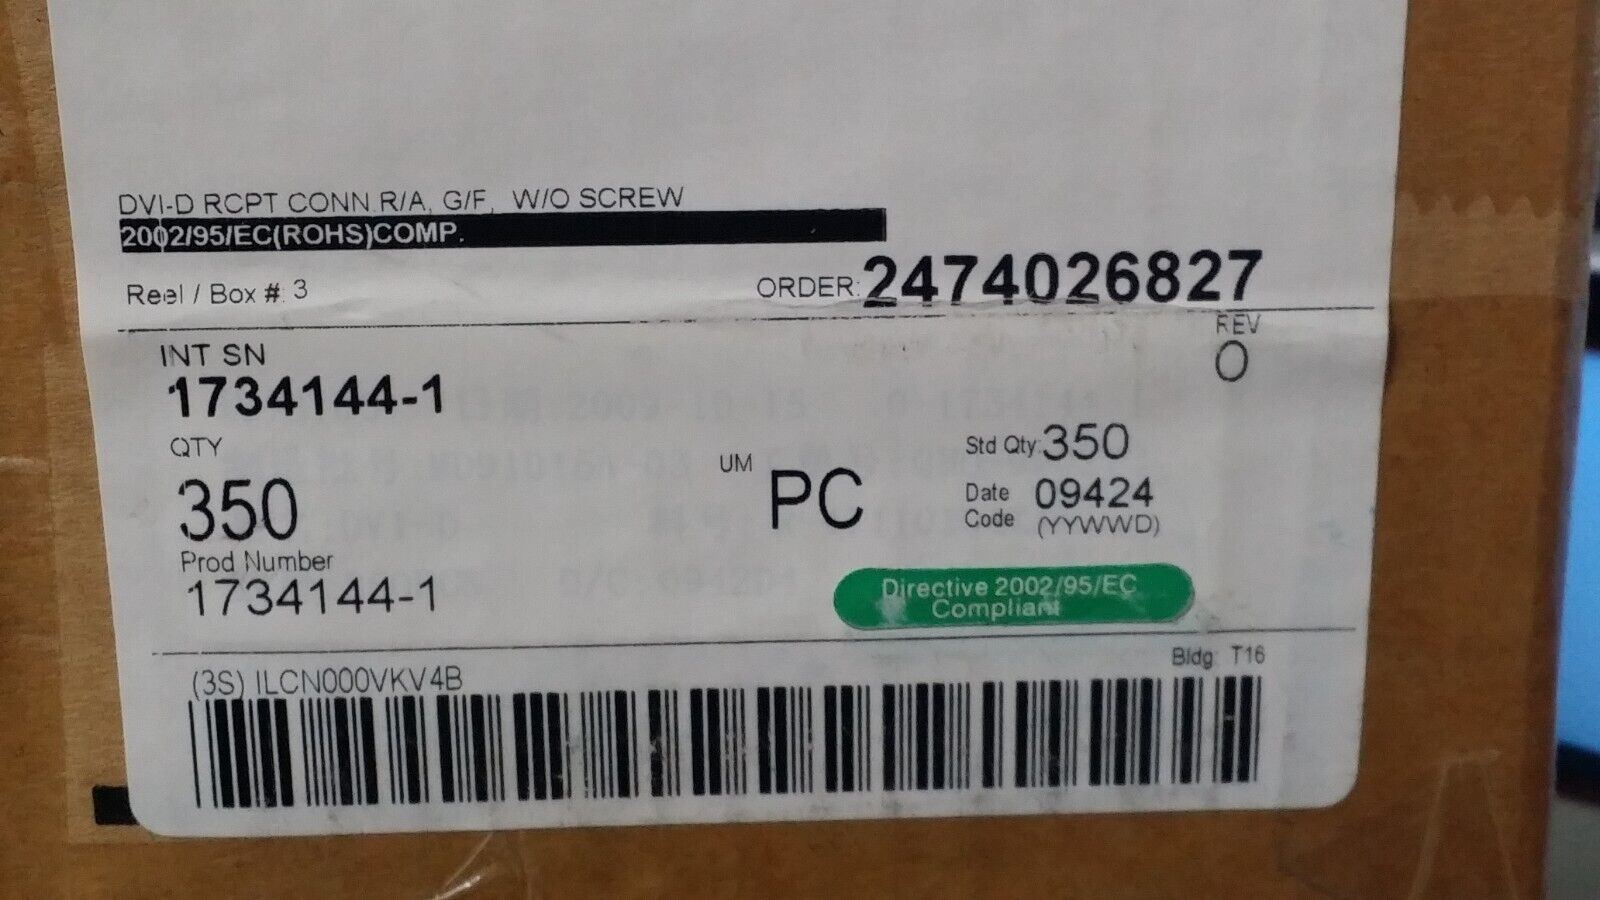 DVI-D RCPT CONN R/A, G/F, W/O SCREW
2002/95/EC(ROHS)COMP.
Reel / Box #: 3
ORDER: 2474026827
REV
O
INT SN
1734144-1
QTY
350
UM
PC
Std Qty: 350
Date Code 09424
(YYWWD)
Prod Number
1734144-1
Directive 2002/95/EC
Compliant
Bldg: T16
(3S) ILCN000VKV4B